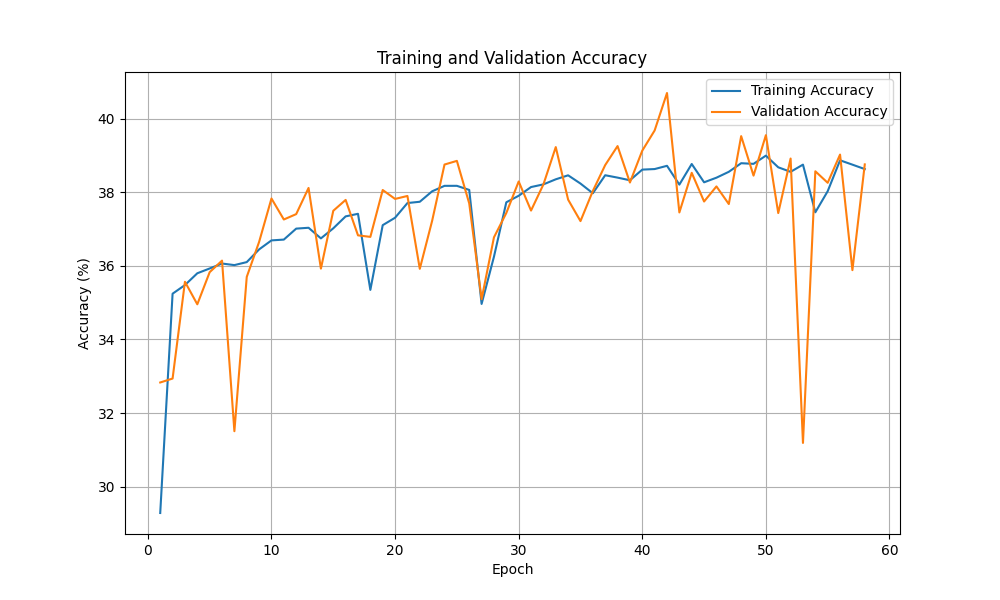 Training and Validation Accuracy
Training Accuracy
Validation Accuracy
Accuracy (%)
40
38
36
34
32
30
0 10 20 30 40 50 60
Epoch